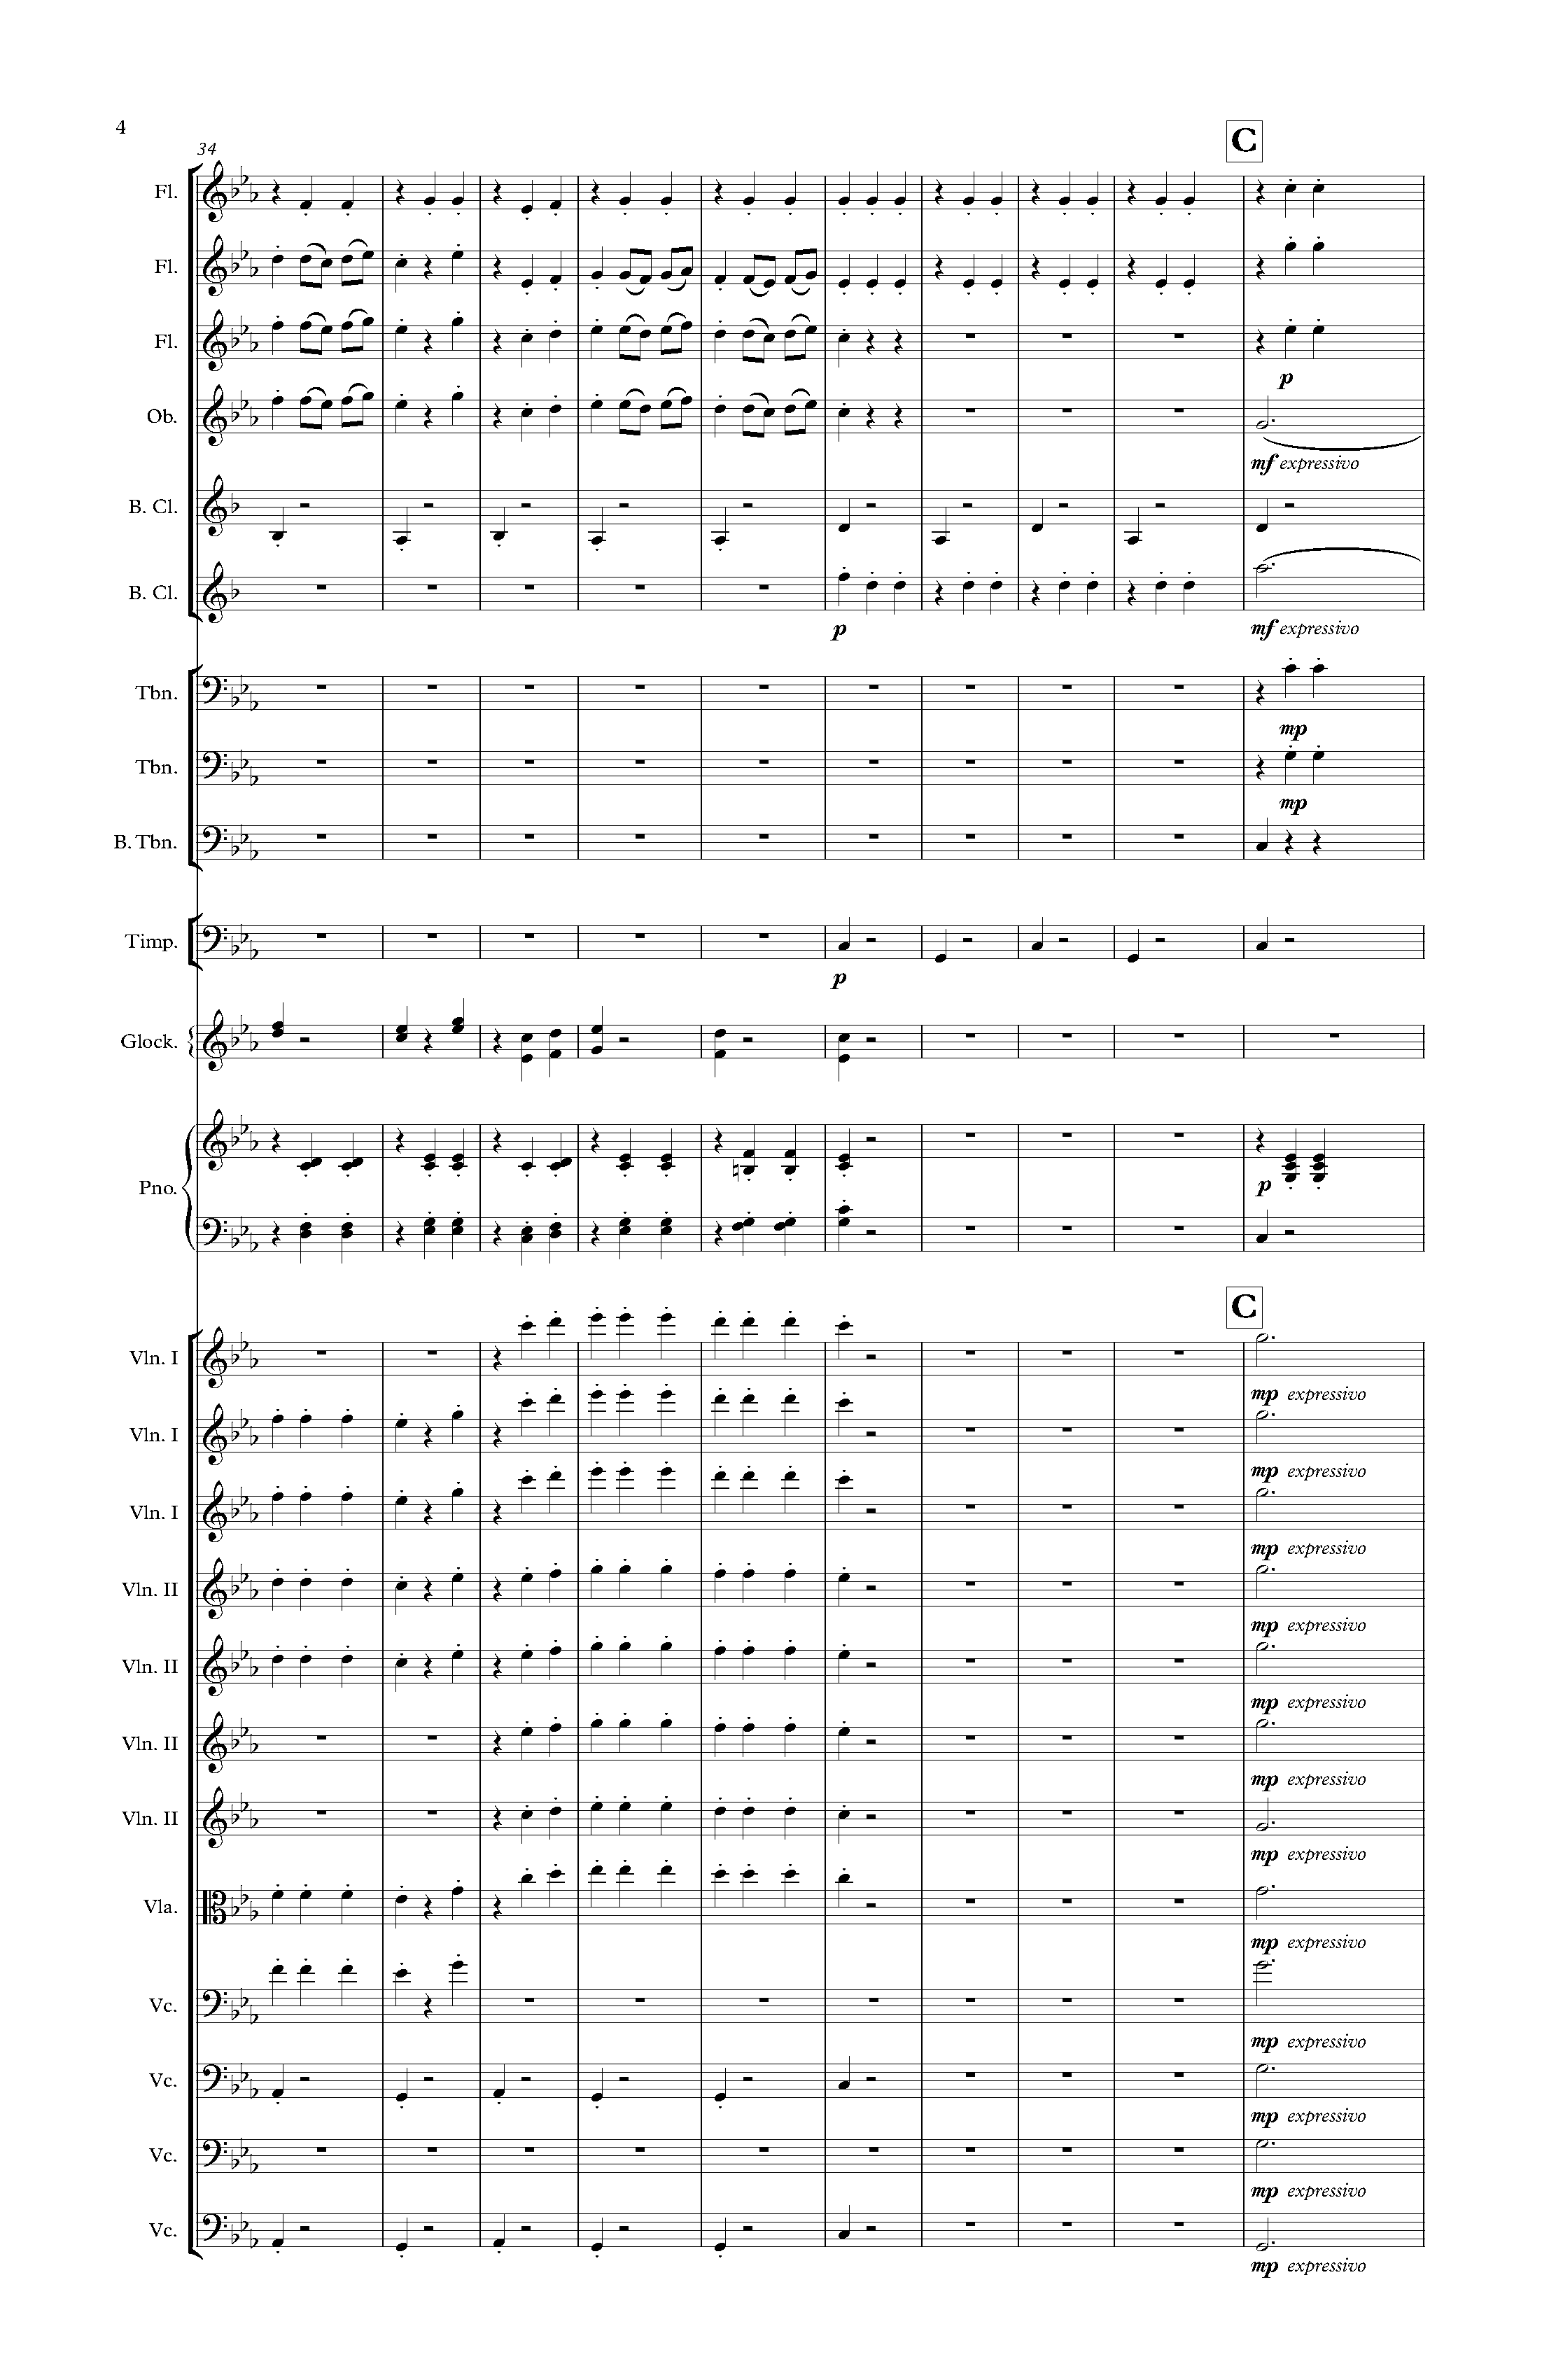 4
34
C
Fl.
Fl.
Fl.
p
Ob.
mf expressivo
B. Cl.
B. Cl.
p
mf expressivo
Tbn.
mp
Tbn.
mp
B. Tbn.
Timp.
p
Glock.
Pno.
p
C
Vln. I
mp expressivo
Vln. I
mp expressivo
Vln. I
mp expressivo
Vln. II
mp expressivo
Vln. II
mp expressivo
Vln. II
mp expressivo
Vln. II
mp expressivo
Vla.
mp expressivo
Vc.
mp expressivo
Vc.
mp expressivo
Vc.
mp expressivo
Vc.
mp expressivo